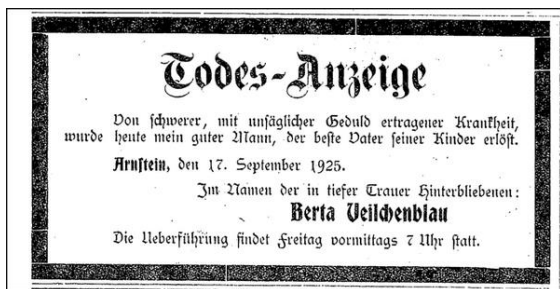 Todes-Anzeige
Von schwerer, mit unsäglicher Geduld ertragener Krankheit,
wurde heute mein guter Mann, der beste Vater seiner Kinder erlöst.
Arnstein, den 17. September 1925.
Im Namen der in tiefer Trauer Hinterbliebenen:
Berta Veilchenblau
Die Ueberführung findet Freitag vormittags 7 Uhr statt.